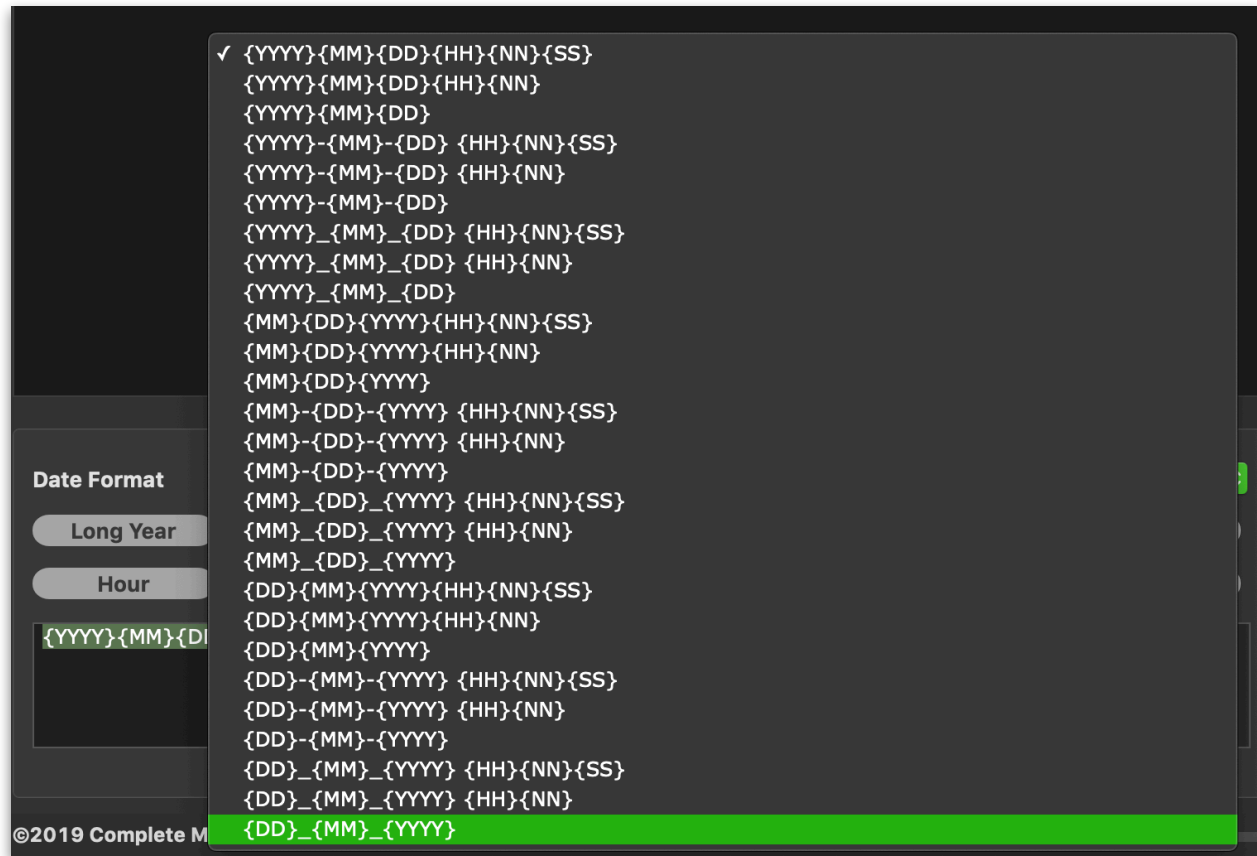 ✓ {YYYY}{MM}{DD}{HH}{NN}{SS}
{YYYY}{MM}{DD}{HH}{NN}
{YYYY}{MM}{DD}
{YYYY}-{MM}-{DD} {HH}{NN}{SS}
{YYYY}-{MM}-{DD} {HH}{NN}
{YYYY}-{MM}-{DD}
{YYYY}_{MM}_{DD} {HH}{NN}{SS}
{YYYY}_{MM}_{DD} {HH}{NN}
{YYYY}_{MM}_{DD}
{MM}{DD}{YYYY}{HH}{NN}{SS}
{MM}{DD}{YYYY}{HH}{NN}
{MM}{DD}{YYYY}
{MM}-{DD}-{YYYY} {HH}{NN}{SS}
{MM}-{DD}-{YYYY} {HH}{NN}
{MM}-{DD}-{YYYY}
{MM}_{DD}_{YYYY} {HH}{NN}{SS}
{MM}_{DD}_{YYYY} {HH}{NN}
{MM}_{DD}_{YYYY}
{DD}{MM}{YYYY}{HH}{NN}{SS}
{DD}{MM}{YYYY}{HH}{NN}
{DD}{MM}{YYYY}
{DD}-{MM}-{YYYY} {HH}{NN}{SS}
{DD}-{MM}-{YYYY} {HH}{NN}
{DD}-{MM}-{YYYY}
{DD}_{MM}_{YYYY} {HH}{NN}{SS}
{DD}_{MM}_{YYYY} {HH}{NN}
{DD}_{MM}_{YYYY}
Date Format
Long Year
Hour
{YYYY}{MM}{D
©2019 Complete M